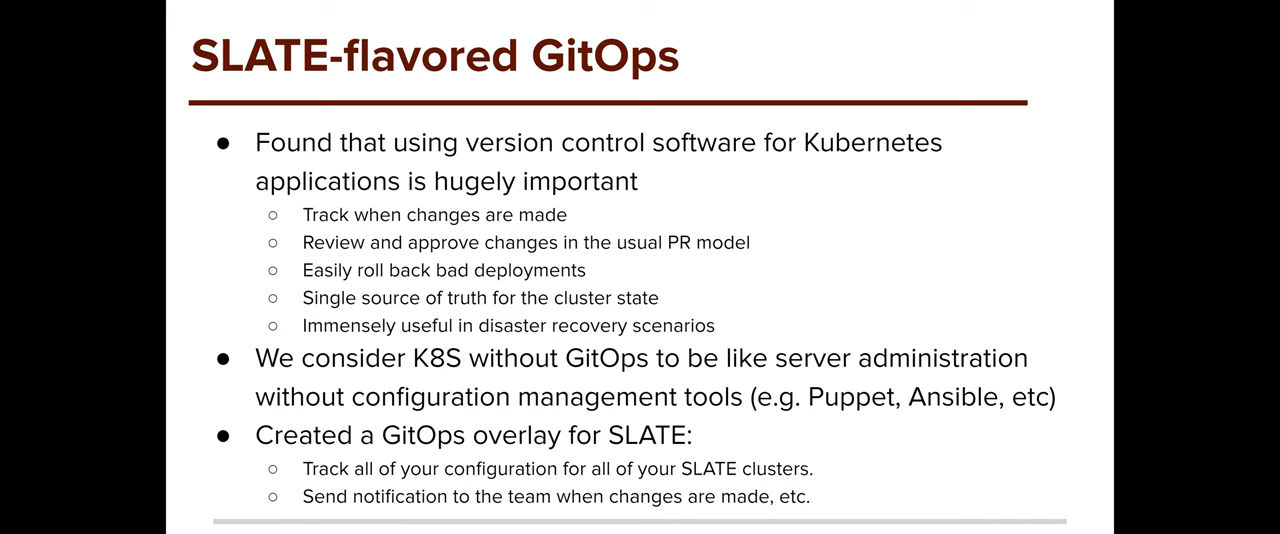 SLATE-flavored GitOps
● Found that using version control software for Kubernetes
applications is hugely important
○ Track when changes are made
○ Review and approve changes in the usual PR model
○ Easily roll back bad deployments
○ Single source of truth for the cluster state
○ Immensely useful in disaster recovery scenarios
● We consider K8S without GitOps to be like server administration
without configuration management tools (e.g. Puppet, Ansible, etc)
● Created a GitOps overlay for SLATE:
○ Track all of your configuration for all of your SLATE clusters.
○ Send notification to the team when changes are made, etc.